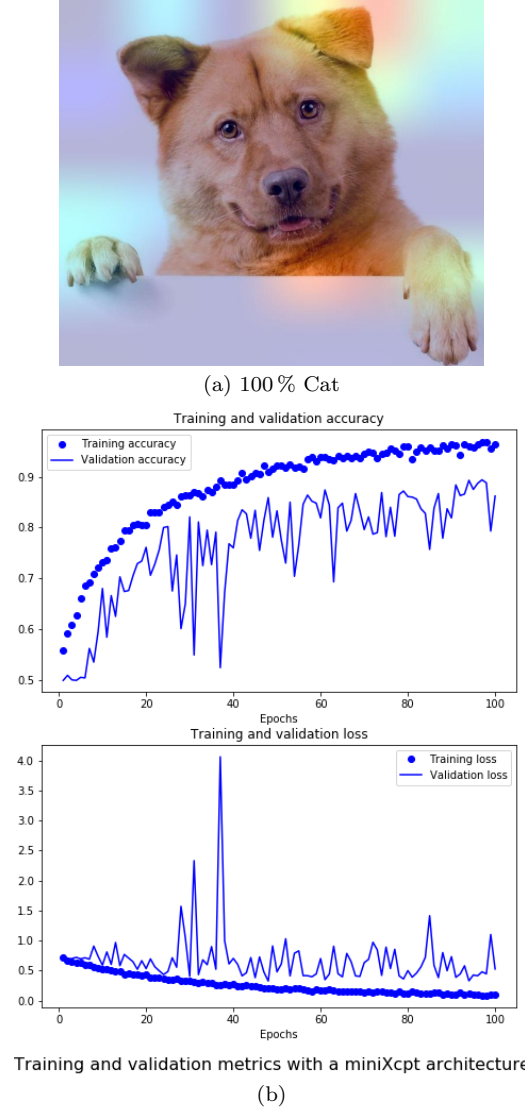 (a) 100 % Cat
Training and validation accuracy
Training accuracy
Validation accuracy
0.9
0.8
0.7
0.6
0.5
0 20 40 60 80 100
Epochs
Training and validation loss
Training loss
Validation loss
4.0
3.5
3.0
2.5
2.0
1.5
1.0
0.5
0.0
0 20 40 60 80 100
Epochs
Training and validation metrics with a miniXcpt architecture
(b)